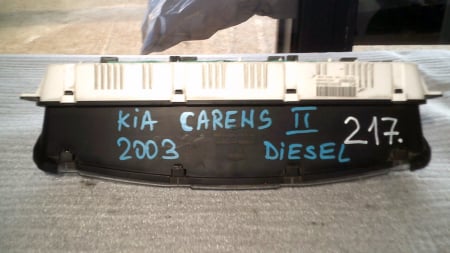 KiA CARENS II
2003 DiESEL 217.